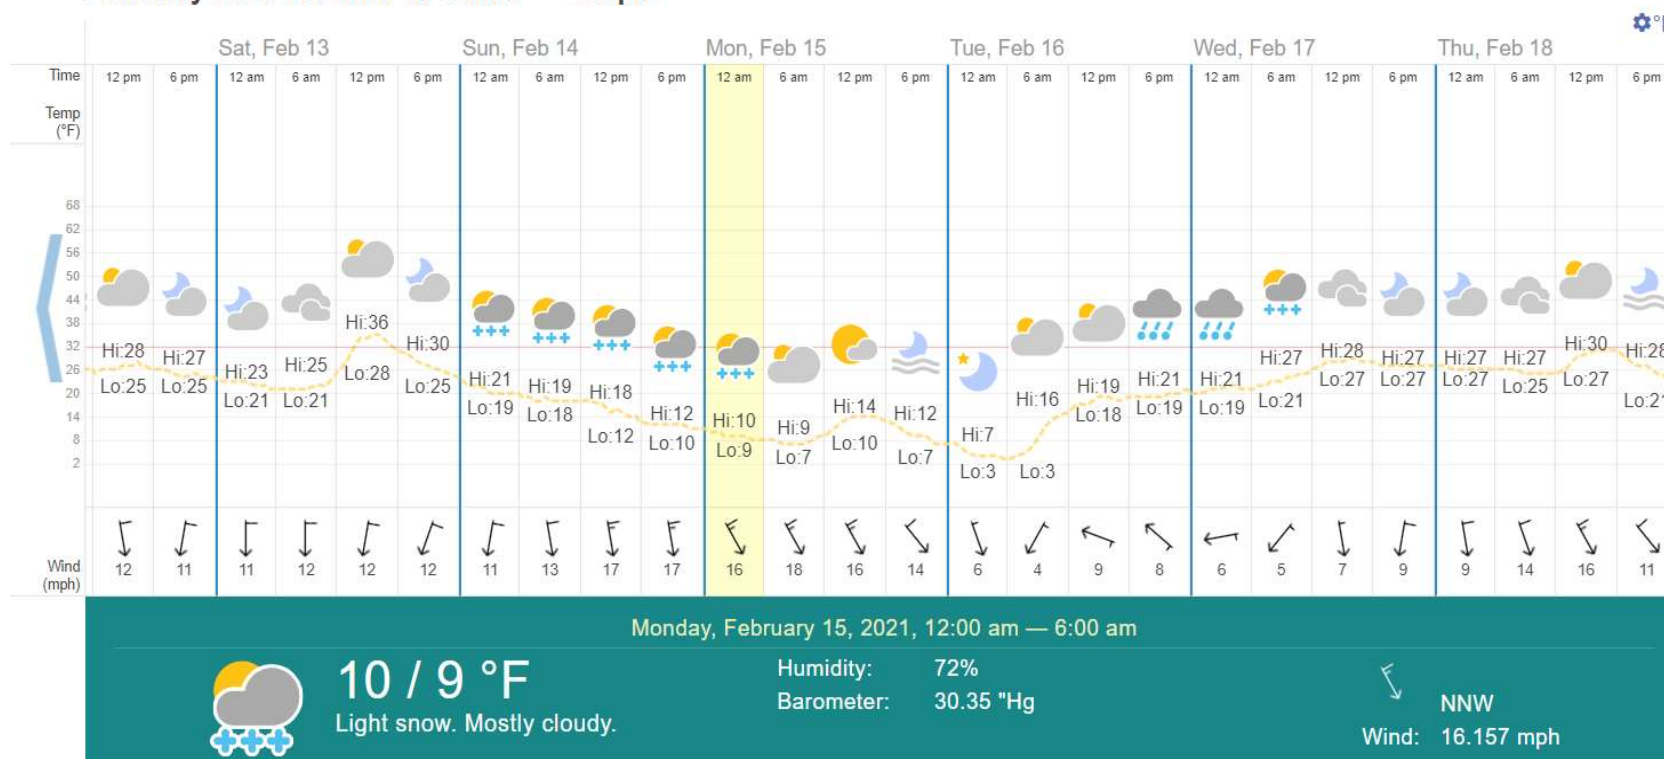 Sat, Feb 13 Sun, Feb 14 Mon, Feb 15 Tue, Feb 16 Wed, Feb 17 Thu, Feb 18
Time 12 pm 6 pm 12 am 6 am 12 pm 6 pm 12 am 6 am 12 pm 6 pm 12 am 6 am 12 pm 6 pm 12 am 6 am 12 pm 6 pm 12 am 6 am 12 pm 6 pm 12 am 6 am 12 pm 6 pm
Temp
(°F)
68
62
56
50
44
38
32
26
20
14
8
2
Hi:28 Hi:27 Hi:23 Hi:25 Hi:36 Hi:30 Hi:21 Hi:19 Hi:18 Hi:12 Hi:10 Hi:9 Hi:14 Hi:12 Hi:7 Hi:16 Hi:19 Hi:21 Hi:21 Hi:27 Hi:28 Hi:27 Hi:27 Hi:27 Hi:30 Hi:28
Lo:25 Lo:25 Lo:21 Lo:21 Lo:28 Lo:25 Lo:19 Lo:18 Lo:12 Lo:10 Lo:9 Lo:7 Lo:10 Lo:7 Lo:3 Lo:3 Lo:18 Lo:19 Lo:19 Lo:21 Lo:27 Lo:27 Lo:27 Lo:25 Lo:27 Lo:21
Wind
(mph)
12 11 11 12 12 12 11 13 17 17 16 18 16 14 6 4 9 8 6 5 7 9 9 14 16 11
Monday, February 15, 2021, 12:00 am — 6:00 am
10 / 9 °F
Light snow. Mostly cloudy.
Humidity: 72%
Barometer: 30.35 "Hg
NNW
Wind: 16.157 mph